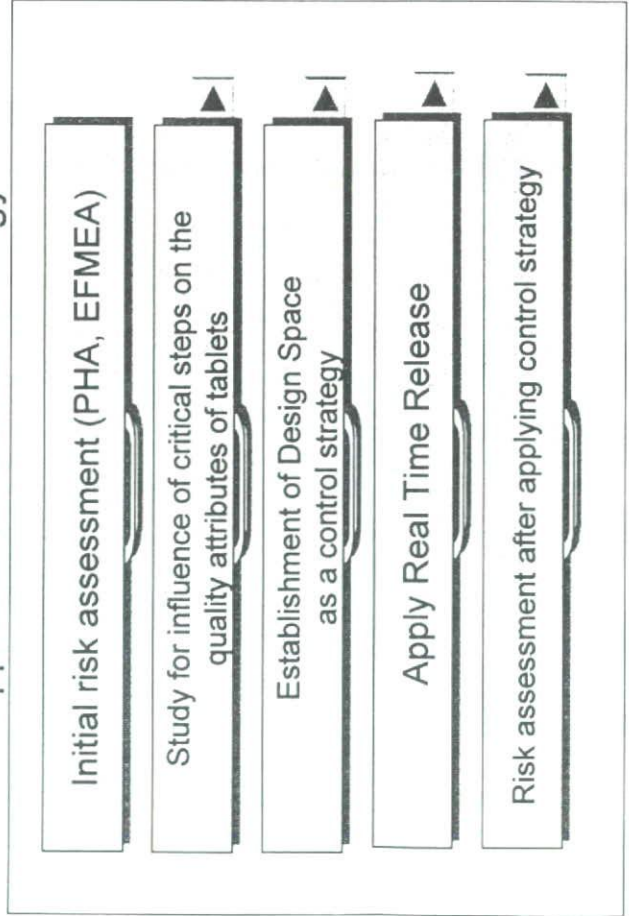 Initial risk assessment (PHA, EFMEA)
Study for influence of critical steps on the
quality attributes of tablets
Establishment of Design Space
as a control strategy
Apply Real Time Release
Risk assessment after applying control strategy